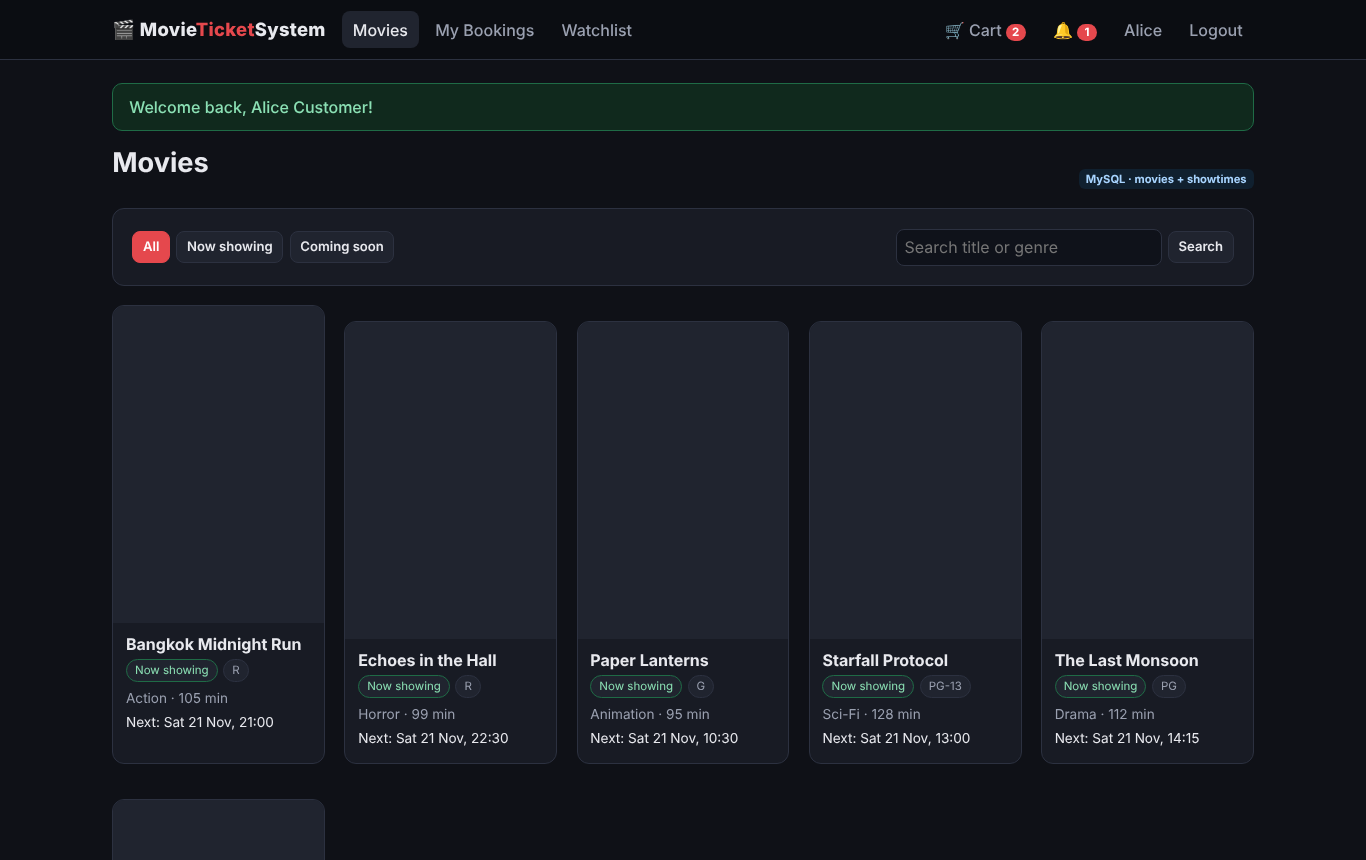 🎬 MovieTicketSystem Movies My Bookings Watchlist 🛒 Cart 2 🔔 1 Alice Logout
Welcome back, Alice Customer!
Movies
MySQL · movies + showtimes
All Now showing Coming soon Search title or genre Search
Bangkok Midnight Run
Now showing R
Action · 105 min
Next: Sat 21 Nov, 21:00
Echoes in the Hall
Now showing R
Horror · 99 min
Next: Sat 21 Nov, 22:30
Paper Lanterns
Now showing G
Animation · 95 min
Next: Sat 21 Nov, 10:30
Starfall Protocol
Now showing PG-13
Sci-Fi · 128 min
Next: Sat 21 Nov, 13:00
The Last Monsoon
Now showing PG
Drama · 112 min
Next: Sat 21 Nov, 14:15